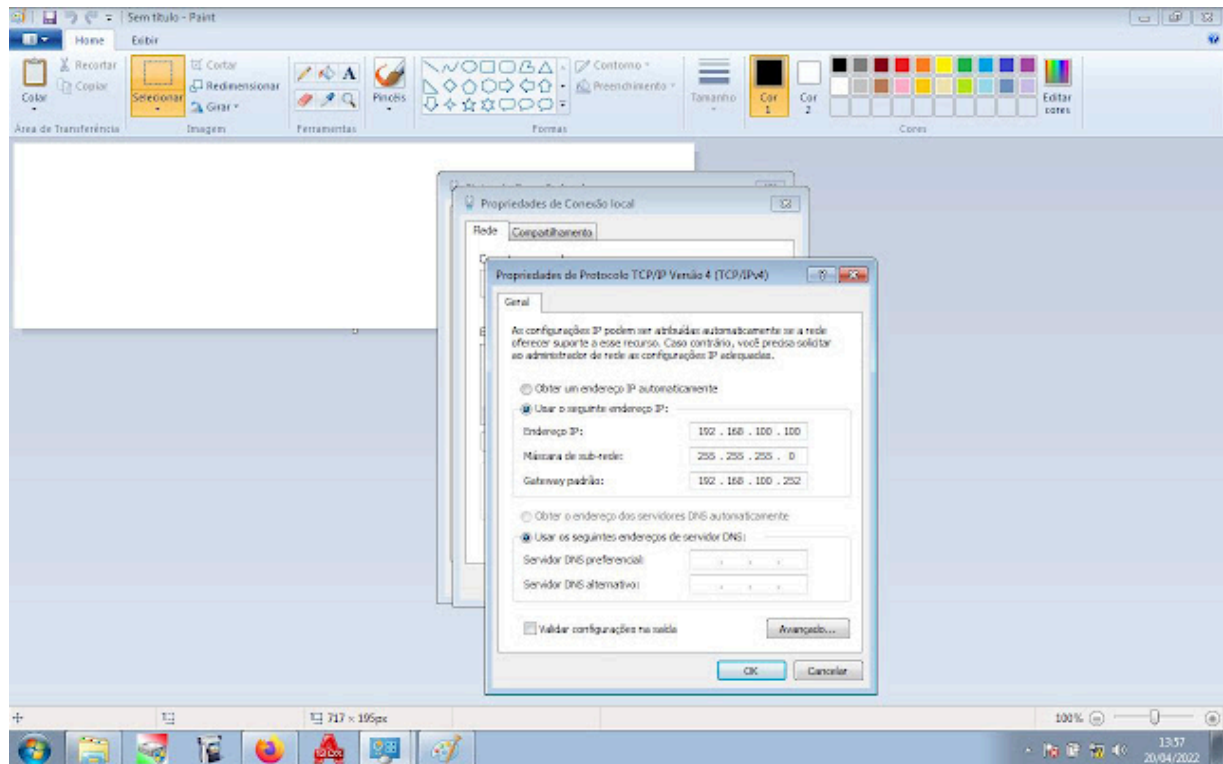 Sem título - Paint
Home Exibir
Colar
Recortar
Copiar
Área de Transferência
Selecionar
Cortar
Redimensionar
Girar
Imagem
Ferramentas
Pincéis
Formas
Contorno
Preenchimento
Tamanho
Cor
1
Cor
2
Cores
Editar
cores
Propriedades de Conexão local
Rede Compartilhamento
Propriedades de Protocolo TCP/IP Versão 4 (TCP/IPv4)
Geral
As configurações IP podem ser atribuídas automaticamente se a rede
oferecer suporte a esse recurso. Caso contrário, você precisa solicitar
ao administrador de rede as configurações IP adequadas.
Obter um endereço IP automaticamente
Usar o seguinte endereço IP:
Endereço IP: 192 . 168 . 100 . 100
Máscara de sub-rede: 255 . 255 . 255 . 0
Gateway padrão: 192 . 168 . 100 . 252
Obter o endereço dos servidores DNS automaticamente
Usar os seguintes endereços de servidor DNS:
Servidor DNS preferencial:
Servidor DNS alternativo:
Validar configurações na saída
Avançado...
OK Cancelar
717 × 195px
100%
13:57
20/04/2022